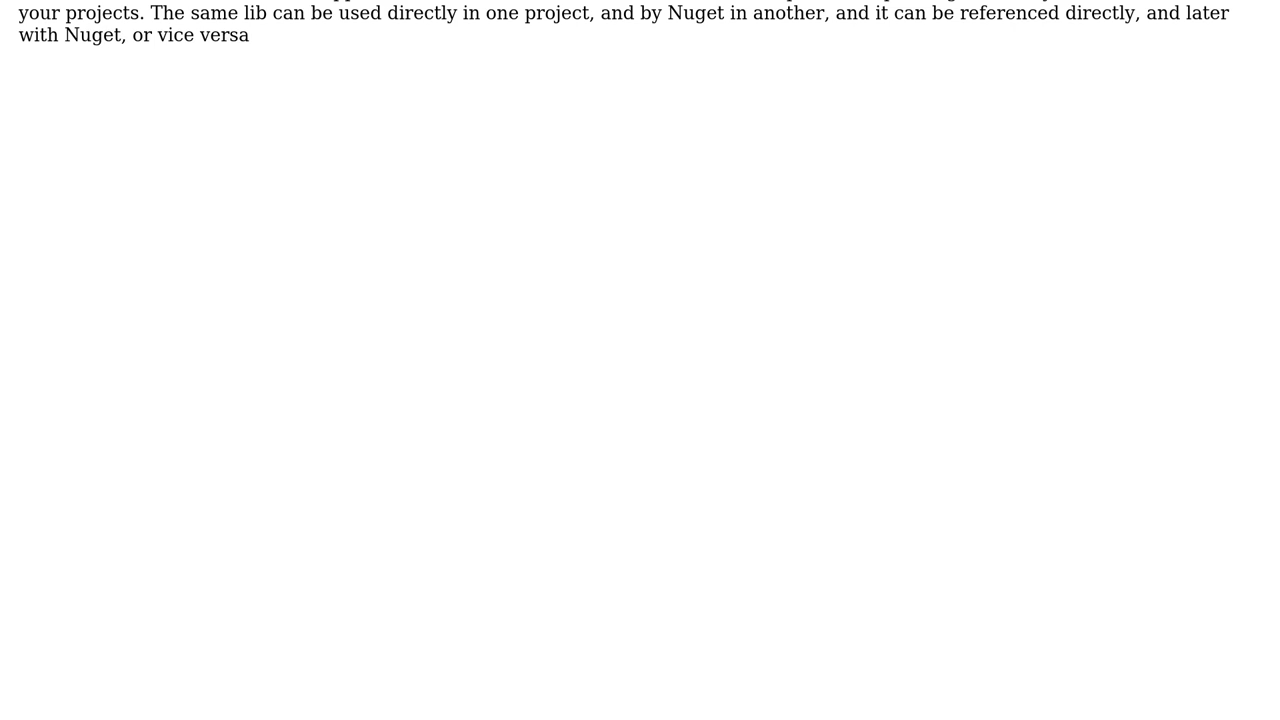 your projects. The same lib can be used directly in one project, and by Nuget in another, and it can be referenced directly, and later
with Nuget, or vice versa